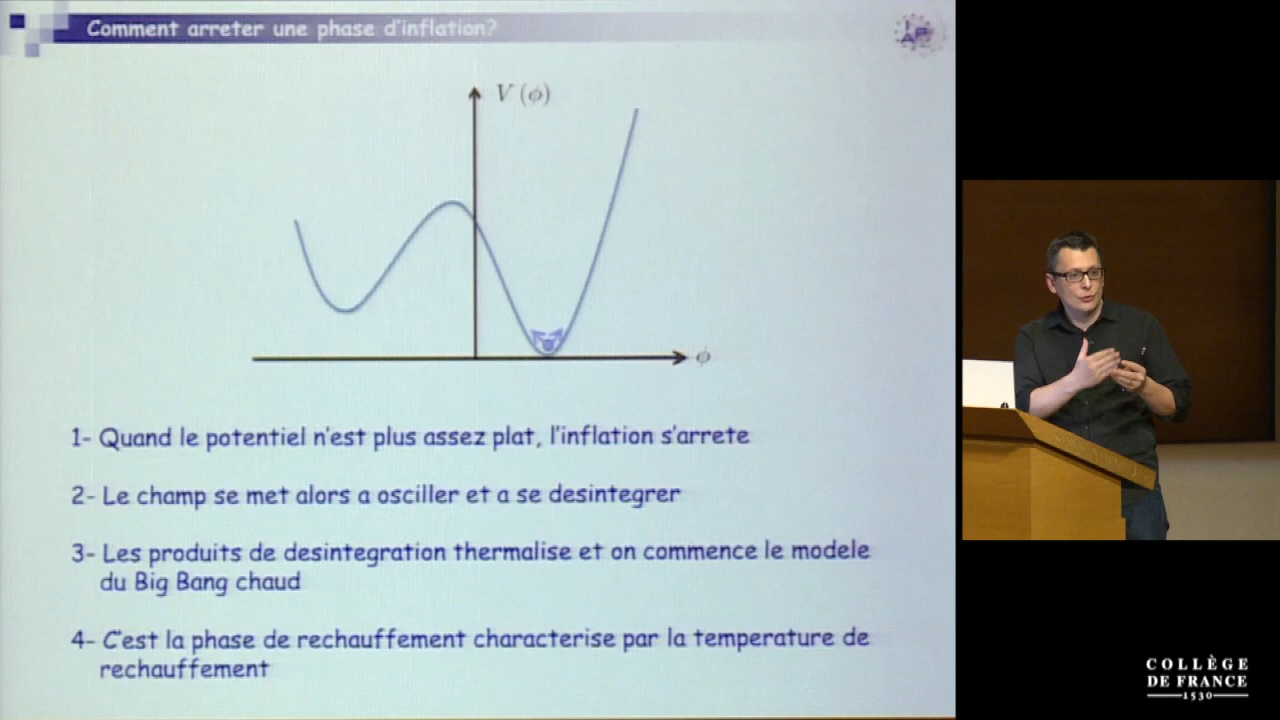 Comment arreter une phase d'inflation?
IAP
V (ϕ)
ϕ
1- Quand le potentiel n'est plus assez plat, l'inflation s'arrete
2- Le champ se met alors a osciller et a se desintegrer
3- Les produits de desintegration thermalise et on commence le modele
du Big Bang chaud
4- C'est la phase de rechauffement characterise par la temperature de
rechauffement
COLLÈGE
DE FRANCE
1530